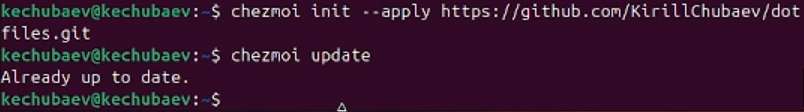 kechubaev@kechubaev:~$ chezmoi init --apply https://github.com/KirillChubaev/dot
files.git
kechubaev@kechubaev:~$ chezmoi update
Already up to date.
kechubaev@kechubaev:~$